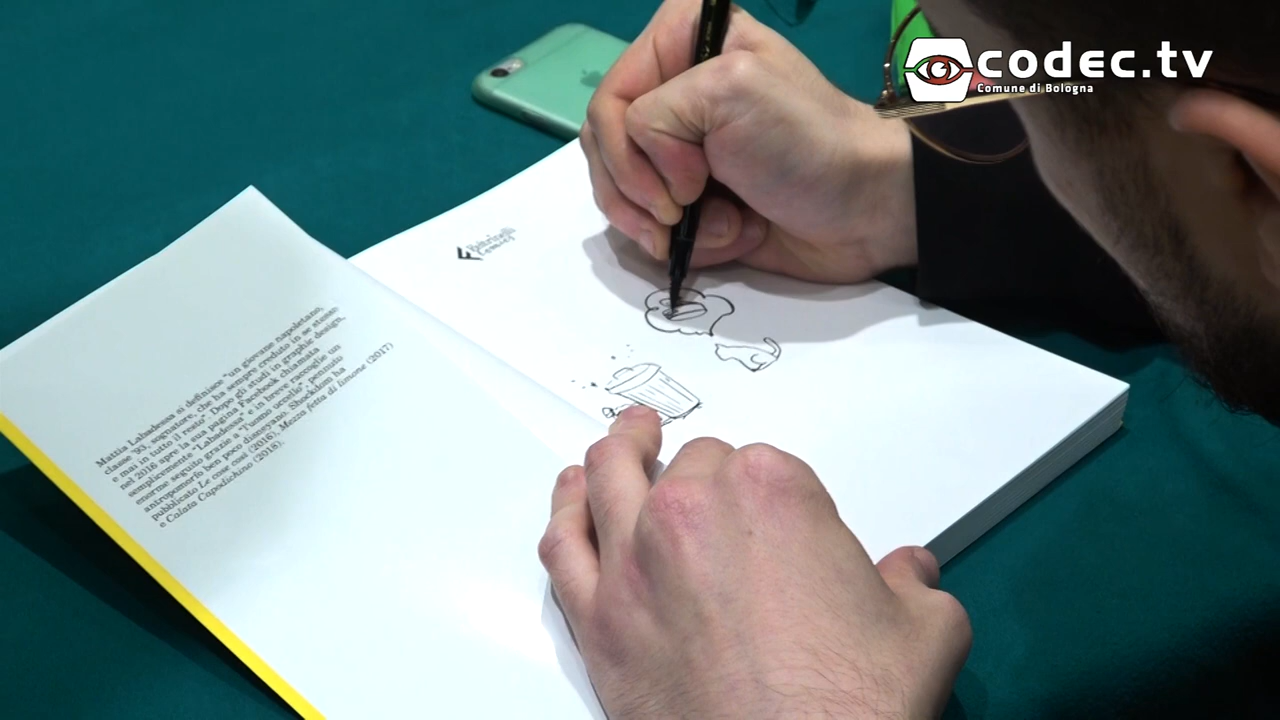 codec.tv
Comune di Bologna
Feltrinelli
Comics
Mattia Labadessa si definisce "un giovane napoletano,
classe '93, sognatore, che ha sempre creduto in se stesso
e mai in tutto il resto". Dopo gli studi in graphic design,
nel 2016 apre la sua pagina Facebook chiamata
semplicemente "Labadessa" e in breve raccoglie un
enorme seguito grazie a "l'uomo uccello", pennuto
antropomorfo ben poco disneyano. Shockdom ha
pubblicato Le cose così (2016), Mezza fetta di limone (2017)
e Calata Capodichino (2018).